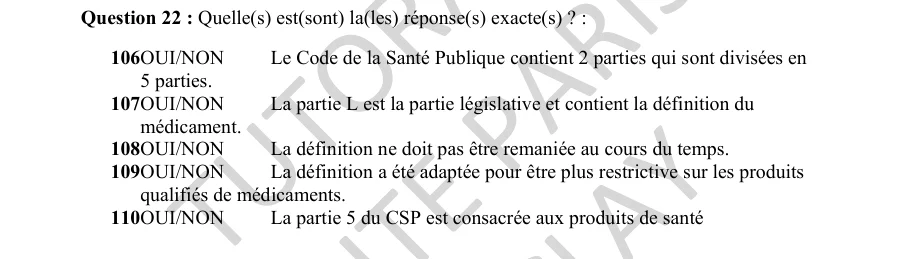 Question 22 : Quelle(s) est(sont) la(les) réponse(s) exacte(s) ? :
106OUI/NON Le Code de la Santé Publique contient 2 parties qui sont divisées en
5 parties.
107OUI/NON La partie L est la partie législative et contient la définition du
médicament.
108OUI/NON La définition ne doit pas être remaniée au cours du temps.
109OUI/NON La définition a été adaptée pour être plus restrictive sur les produits
qualifiés de médicaments.
110OUI/NON La partie 5 du CSP est consacrée aux produits de santé